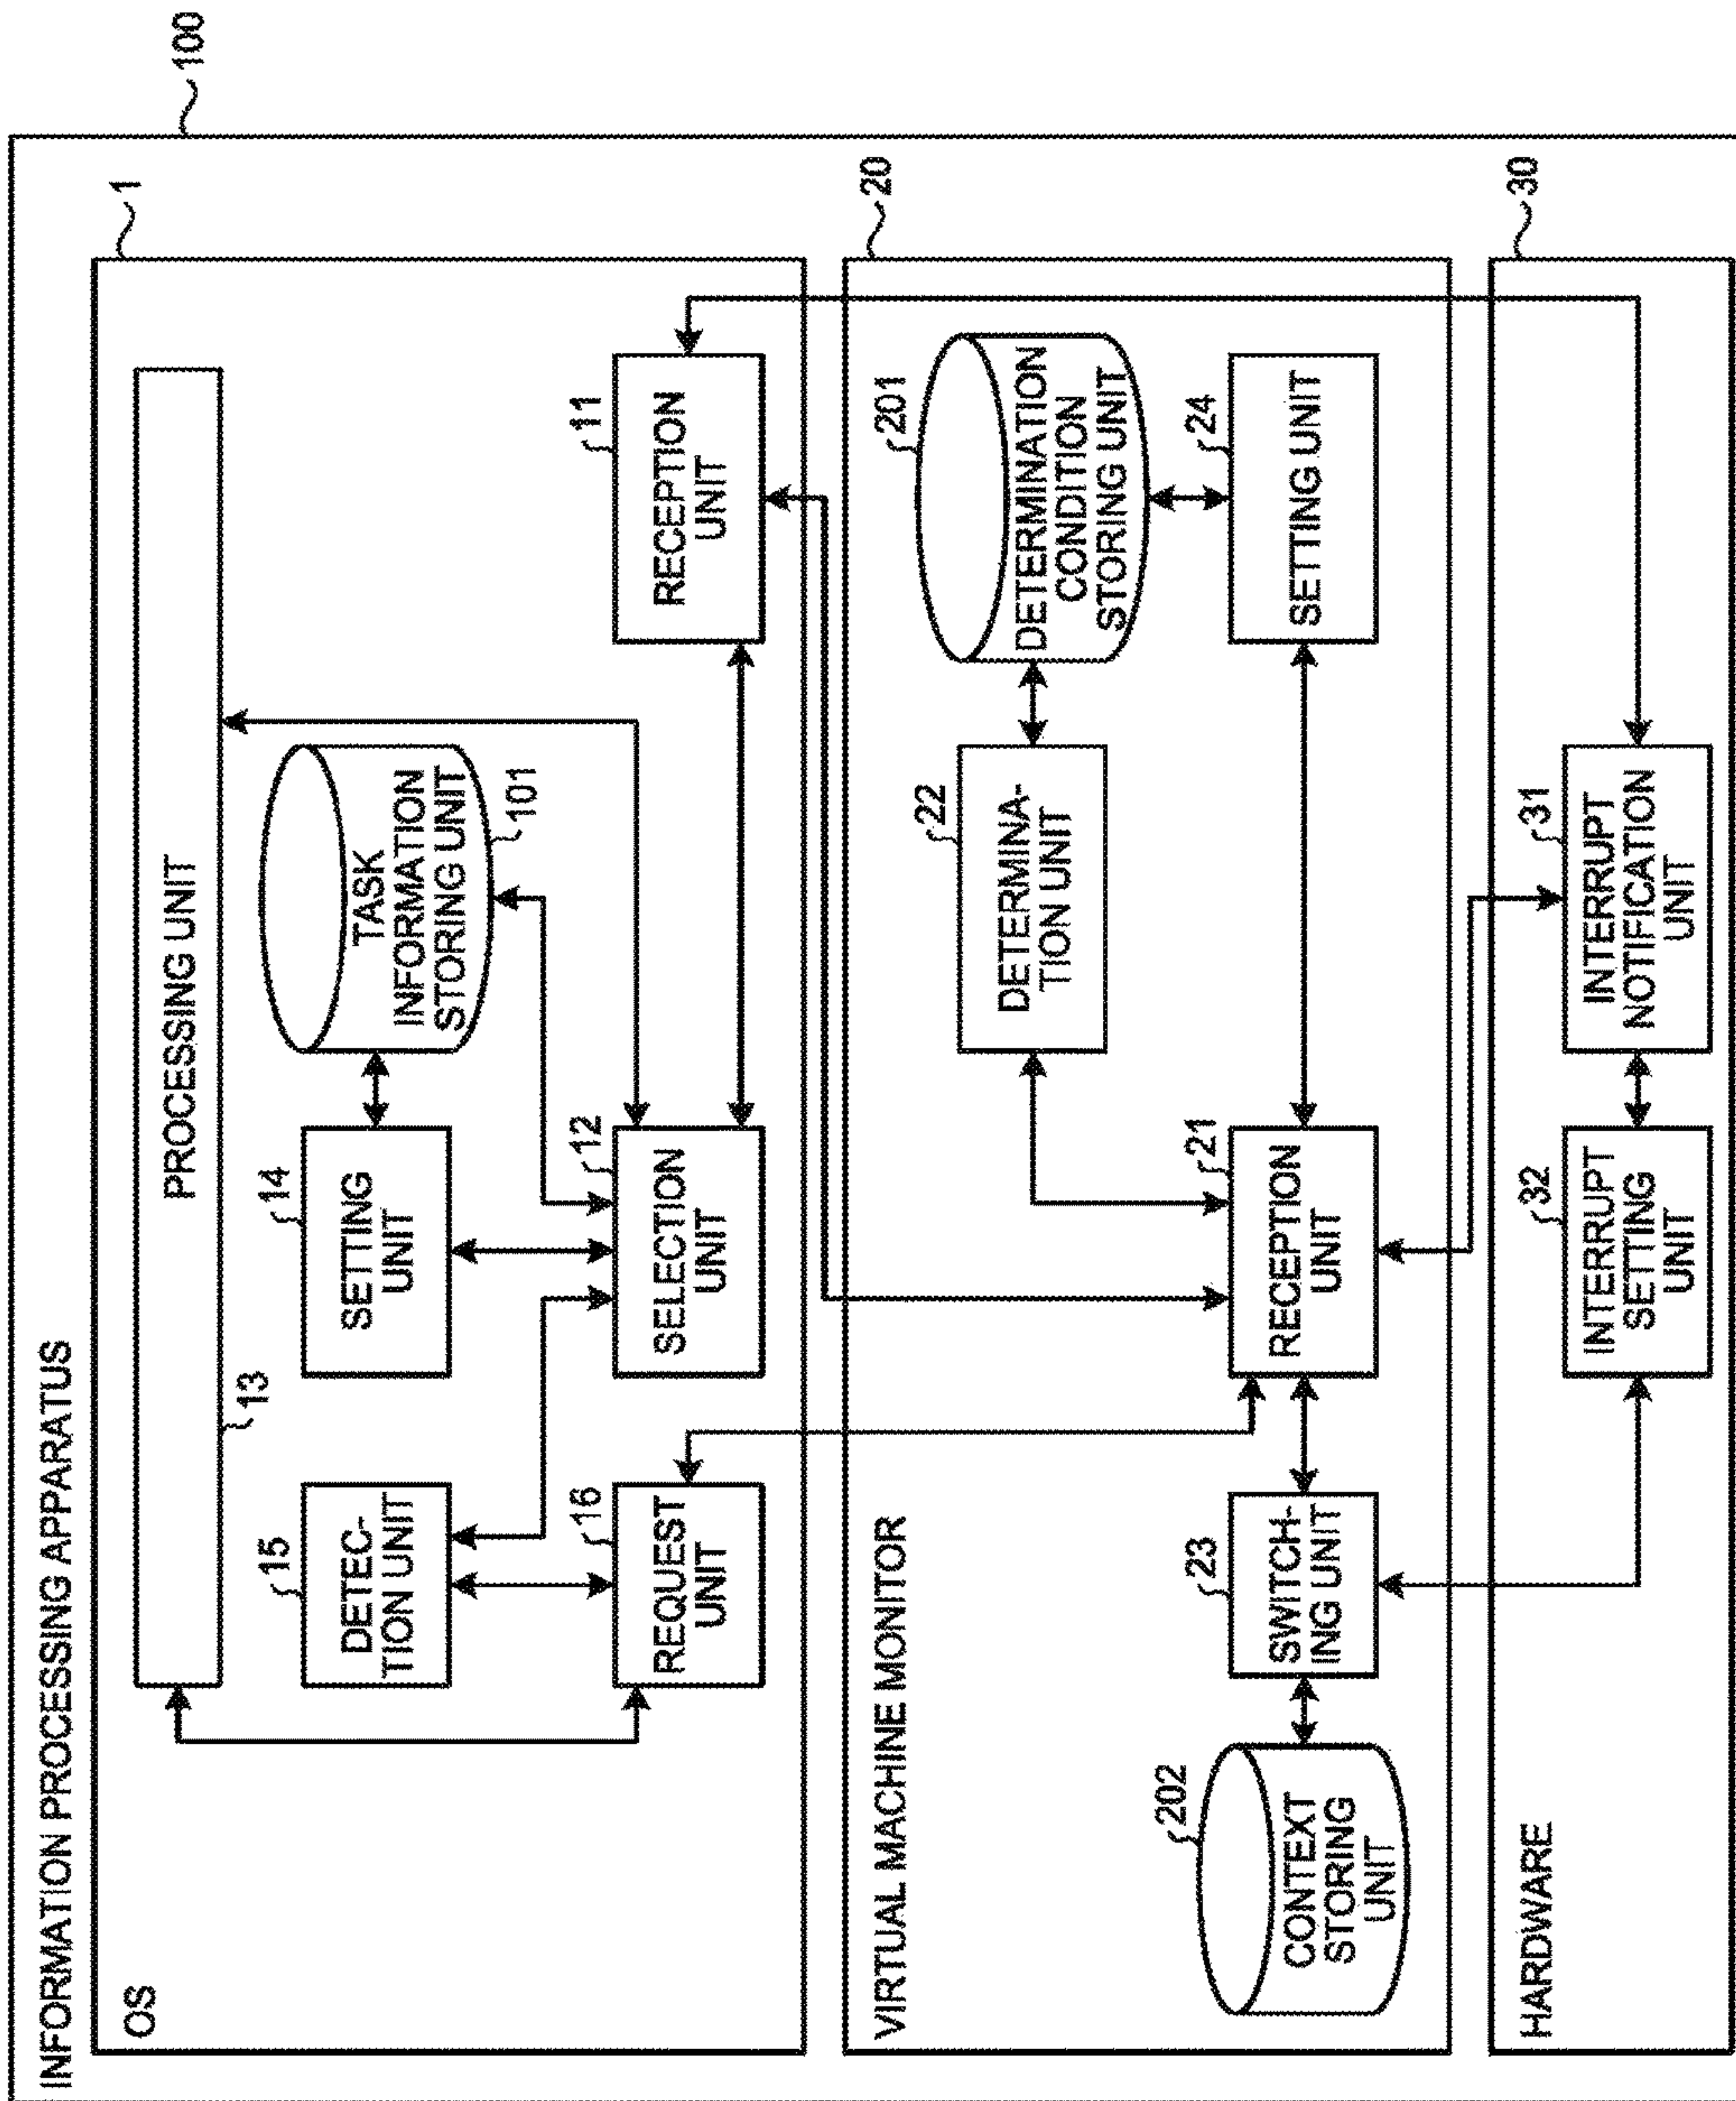 INFORMATION PROCESSING APPARATUS
100
OS
1
PROCESSING UNIT
13
DETEC-
TION UNIT
15
SETTING
UNIT
14
TASK
INFORMATION
STORING UNIT
101
REQUEST
UNIT
16
SELECTION
UNIT
12
RECEPTION
UNIT
11
VIRTUAL MACHINE MONITOR
20
DETERMINA-
TION UNIT
22
DETERMINATION
CONDITION
STORING UNIT
201
CONTEXT
STORING
UNIT
202
SWITCH-
ING UNIT
23
RECEPTION
UNIT
21
SETTING UNIT
24
HARDWARE
30
INTERRUPT
SETTING
UNIT
32
INTERRUPT
NOTIFICATION
UNIT
31